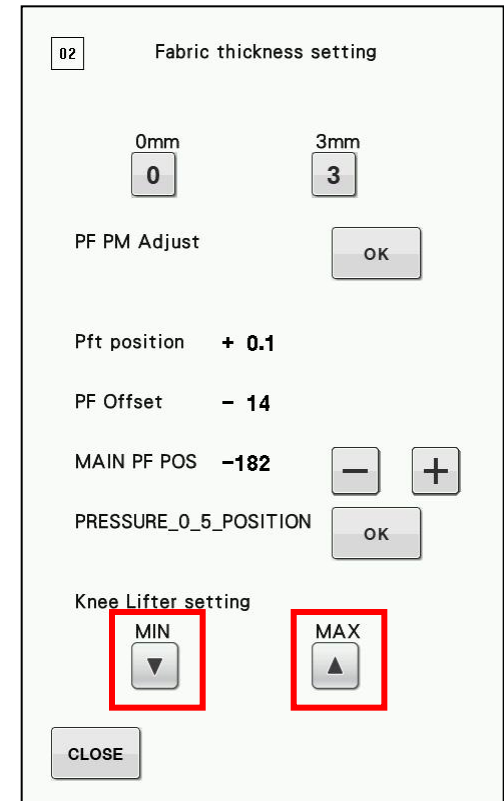 02 Fabric thickness setting
0mm 3mm
0 3
PF PM Adjust OK
Pft position + 0.1
PF Offset - 14
MAIN PF POS -182 - +
PRESSURE_0_5_POSITION OK
Knee Lifter setting
MIN MAX
▼ ▲
CLOSE